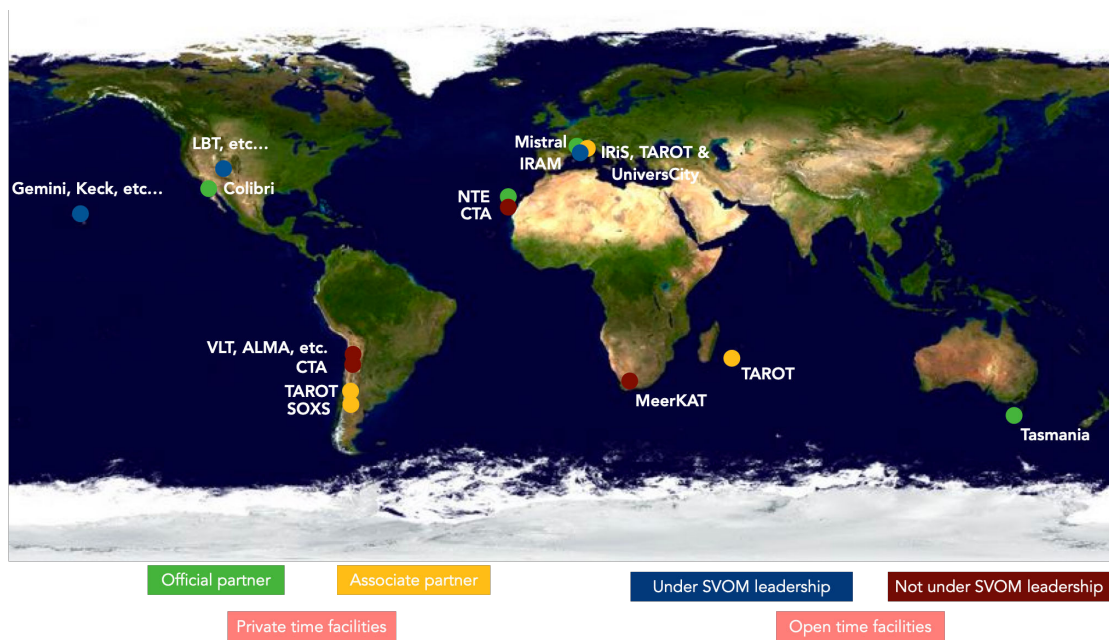 LBT, etc...
Gemini, Keck, etc...
Colibri
Mistral
IRAM
IRiS, TAROT &
UniversCity
NTE
CTA
VLT, ALMA, etc.
CTA
TAROT
SOXS
TAROT
MeerKAT
Tasmania
Official partner
Associate partner
Under SVOM leadership
Not under SVOM leadership
Private time facilities
Open time facilities